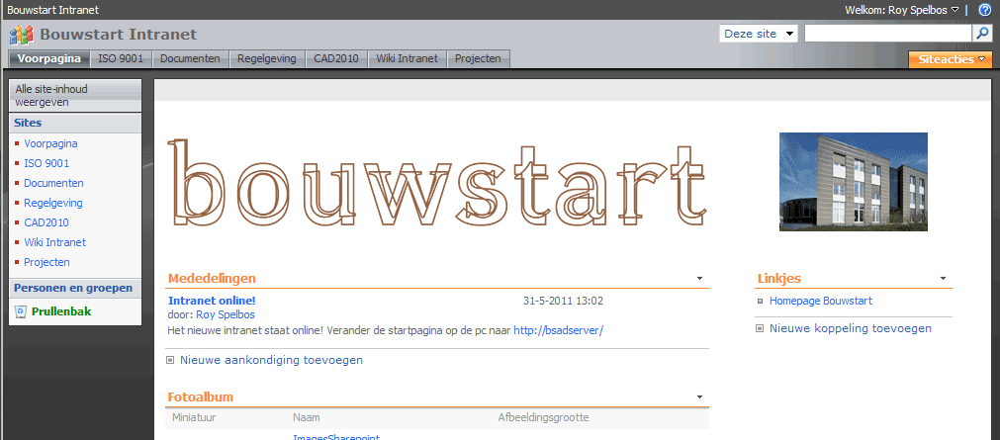 Bouwstart Intranet
Welkom: Roy Spelbos
Bouwstart Intranet
Deze site
Voorpagina ISO 9001 Documenten Regelgeving CAD2010 Wiki Intranet Projecten
Siteacties
Alle site-inhoud
weergeven
Sites
Voorpagina
ISO 9001
Documenten
Regelgeving
CAD2010
Wiki Intranet
Projecten
Personen en groepen
Prullenbak
bouwstart
Mededelingen
Intranet online! 31-5-2011 13:02
door: Roy Spelbos
Het nieuwe intranet staat online! Verander de startpagina op de pc naar http://bsadserver/
Nieuwe aankondiging toevoegen
Fotoalbum
Miniatuur Naam Afbeeldingsgrootte
ImagesSharepoint
Linkjes
Homepage Bouwstart
Nieuwe koppeling toevoegen